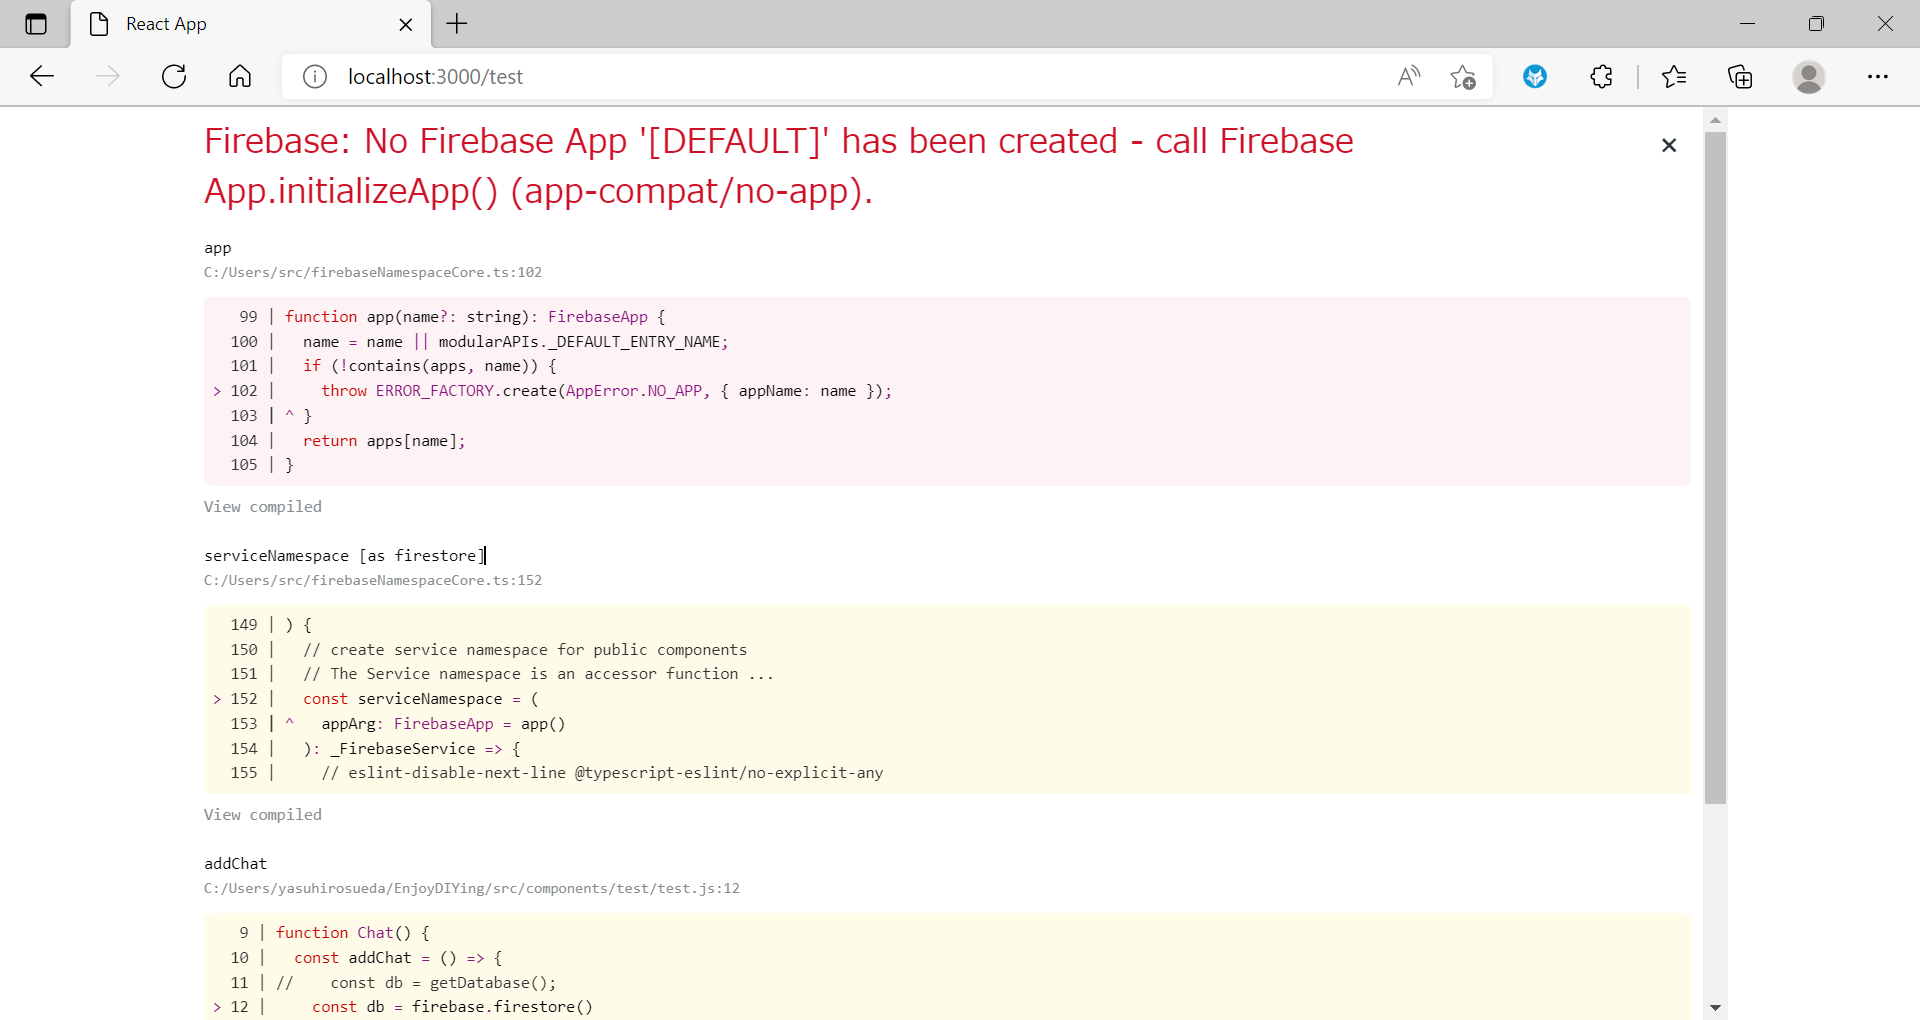 React App
localhost:3000/test
Firebase: No Firebase App '[DEFAULT]' has been created - call Firebase
App.initializeApp() (app-compat/no-app).
app
C:/Users/src/firebaseNamespaceCore.ts:102
99 | function app(name?: string): FirebaseApp {
100 |   name = name || modularAPIs._DEFAULT_ENTRY_NAME;
101 |   if (!contains(apps, name)) {
> 102 |     throw ERROR_FACTORY.create(AppError.NO_APP, { appName: name });
103 | ^ }
104 |   return apps[name];
105 | }
View compiled
serviceNamespace [as firestore]
C:/Users/src/firebaseNamespaceCore.ts:152
149 | ) {
150 |   // create service namespace for public components
151 |   // The Service namespace is an accessor function ...
> 152 |   const serviceNamespace = (
153 | ^   appArg: FirebaseApp = app()
154 |   ): _FirebaseService => {
155 |     // eslint-disable-next-line @typescript-eslint/no-explicit-any
View compiled
addChat
C:/Users/yasuhirosueda/EnjoyDIYing/src/components/test/test.js:12
9 | function Chat() {
10 |   const addChat = () => {
11 | //    const db = getDatabase();
> 12 |     const db = firebase.firestore()